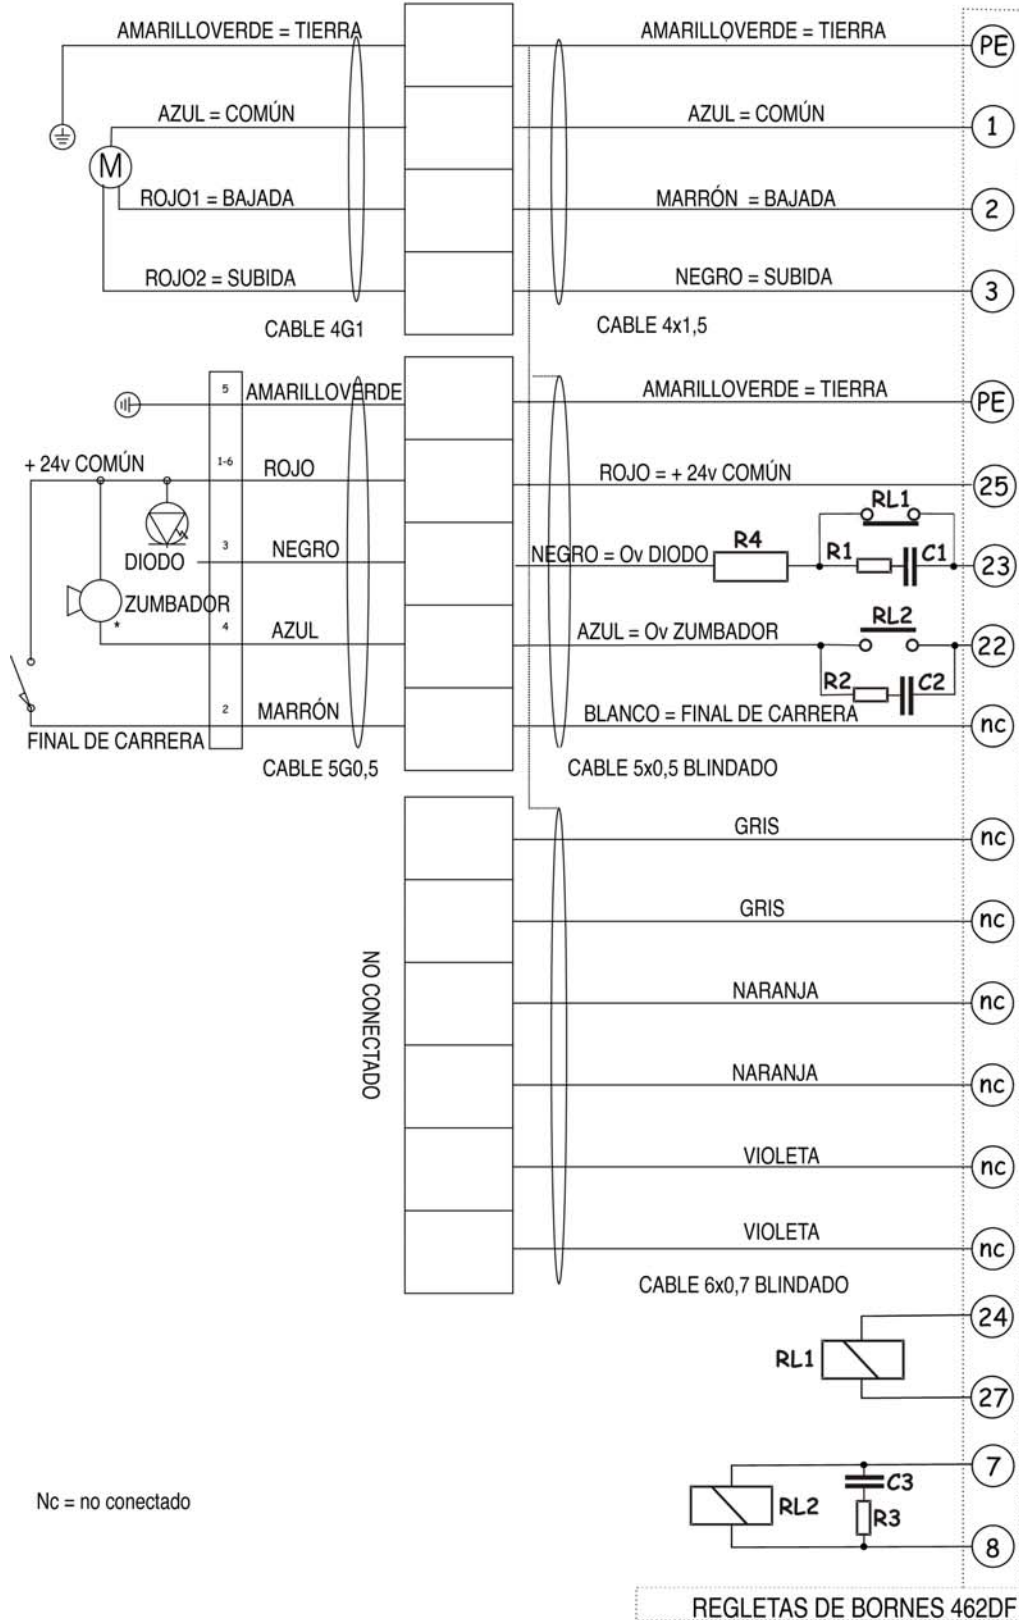 AMARILLOVERDE = TIERRA
AMARILLOVERDE = TIERRA
PE
AZUL = COMÚN
AZUL = COMÚN
1
M
ROJO1 = BAJADA
MARRÓN = BAJADA
2
ROJO2 = SUBIDA
NEGRO = SUBIDA
3
CABLE 4G1
CABLE 4x1,5
5
AMARILLOVERDE
AMARILLOVERDE = TIERRA
PE
+ 24v COMÚN
1-6
ROJO
ROJO = + 24v COMÚN
25
RL1
DIODO
3
NEGRO
NEGRO = Ov DIODO
R4
R1
C1
23
ZUMBADOR
*
4
AZUL
AZUL = Ov ZUMBADOR
RL2
22
R2
C2
2
MARRÓN
BLANCO = FINAL DE CARRERA
nc
FINAL DE CARRERA
CABLE 5G0,5
CABLE 5x0,5 BLINDADO
GRIS
nc
GRIS
nc
NO CONECTADO
NARANJA
nc
NARANJA
nc
VIOLETA
nc
VIOLETA
nc
CABLE 6x0,7 BLINDADO
24
RL1
27
7
C3
Nc = no conectado
RL2
R3
8
REGLETAS DE BORNES 462DF